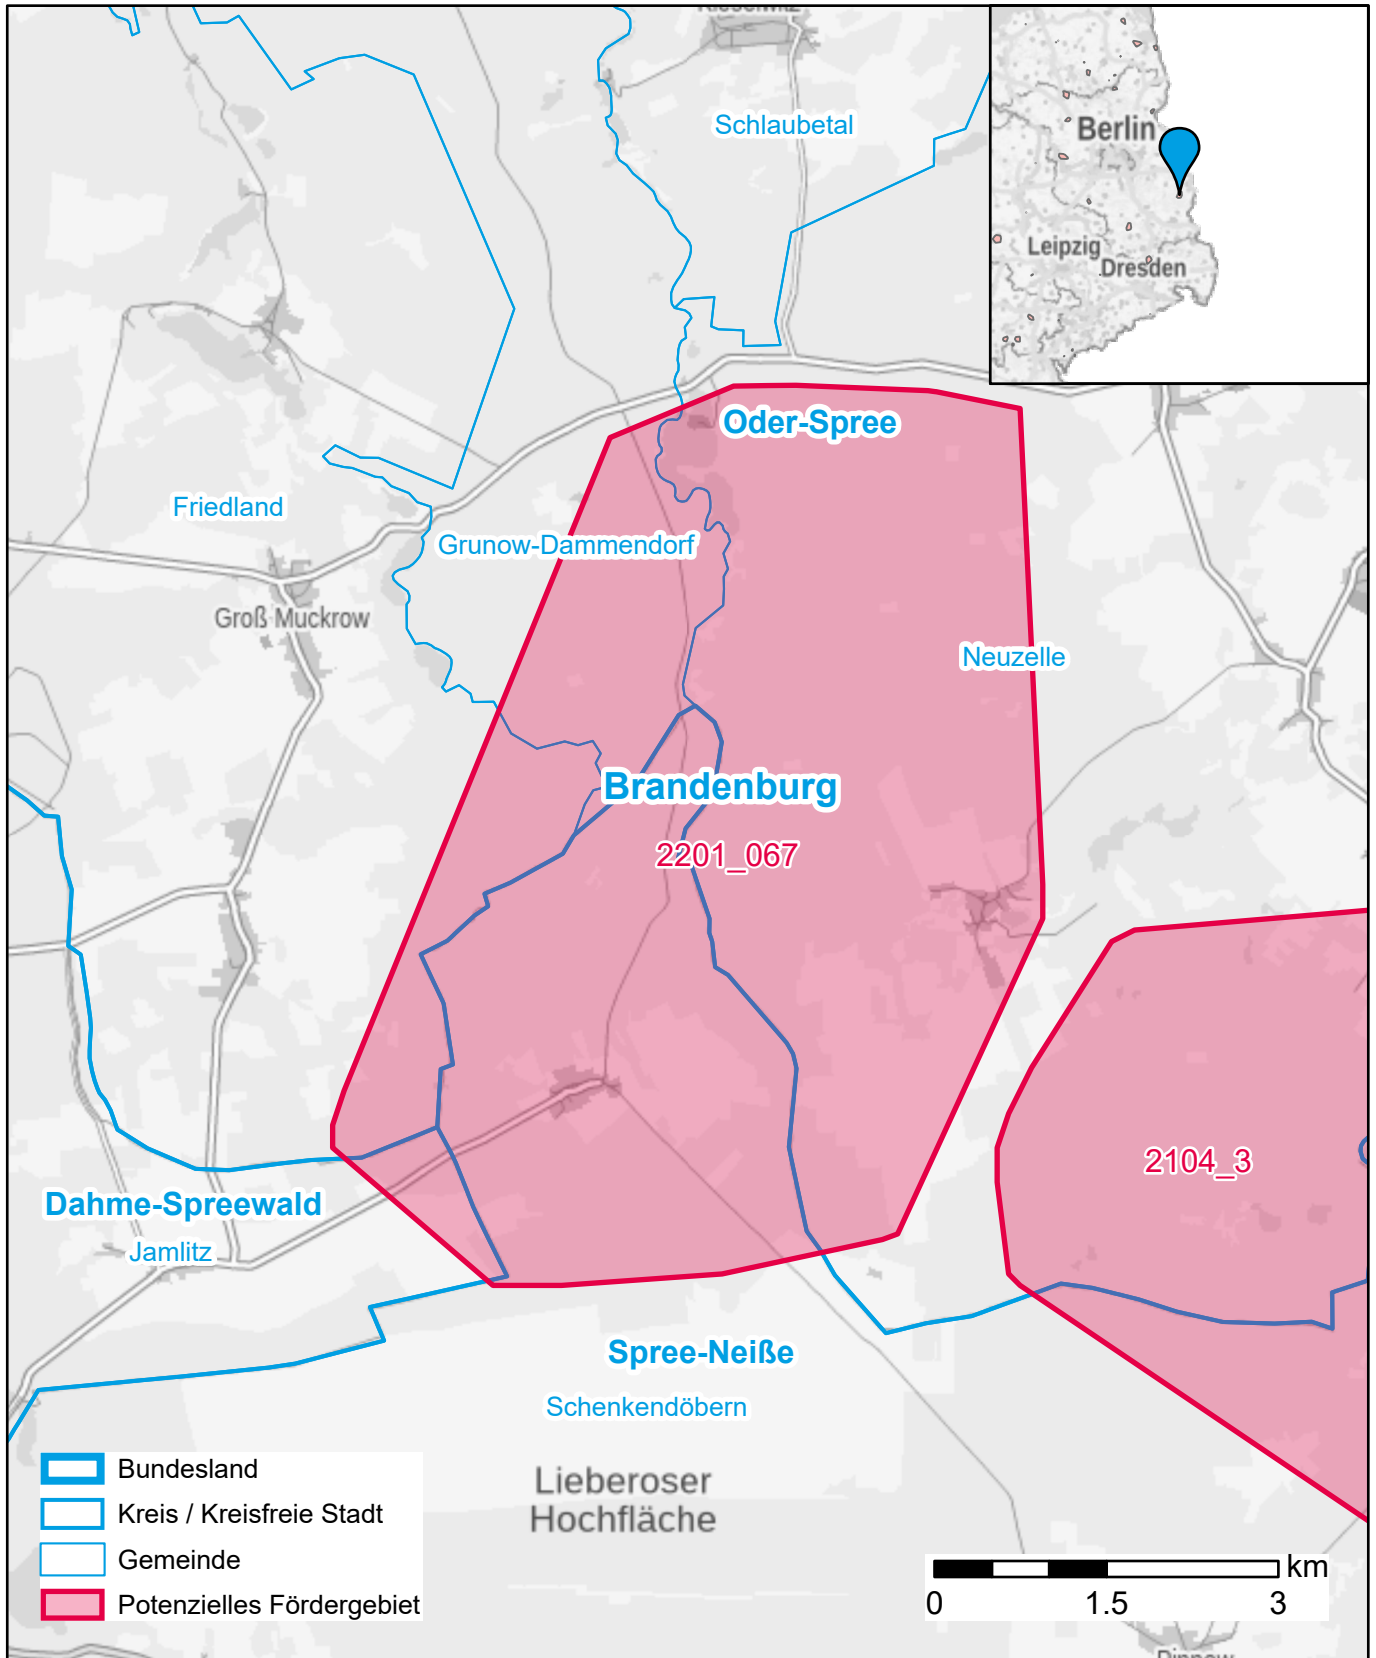 Schlaubetal
Berlin
Leipzig
Dresden
Oder-Spree
Friedland
Grunow-Dammendorf
Groß Muckrow
Neuzelle
Brandenburg
2201_067
2104_3
Dahme-Spreewald
Jamlitz
Spree-Neiße
Schenkendöbern
Lieberoser
Hochfläche
Bundesland
Kreis / Kreisfreie Stadt
Gemeinde
Potenzielles Fördergebiet
km
0 1.5 3